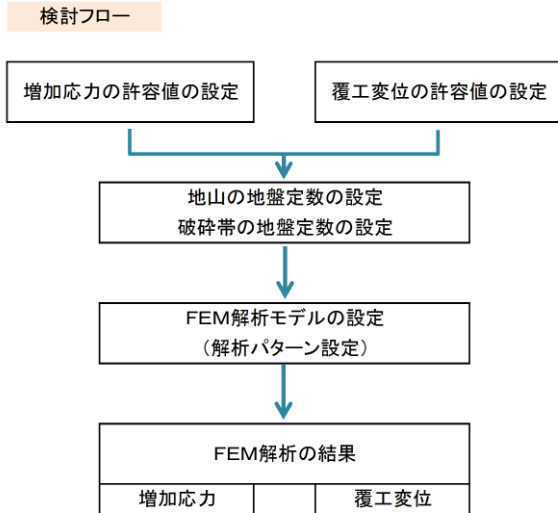 検討フロー
増加応力の許容値の設定
覆工変位の許容値の設定
地山の地盤定数の設定
破砕帯の地盤定数の設定
FEM解析モデルの設定
(解析パターン設定)
FEM解析の結果
増加応力
覆工変位